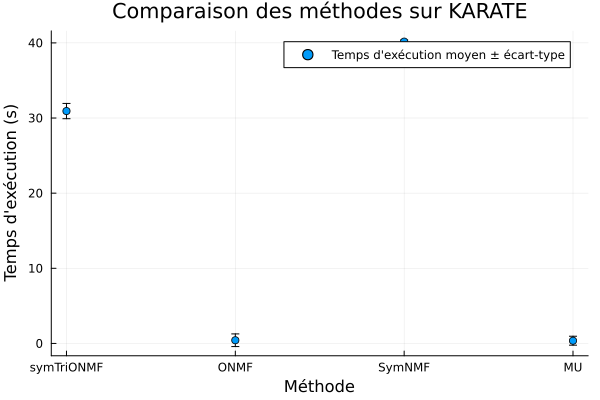 Comparaison des méthodes sur KARATE
Temps d'exécution moyen ± écart-type
40
30
20
10
0
Temps d'exécution (s)
symTriONMF
ONMF
SymNMF
MU
Méthode